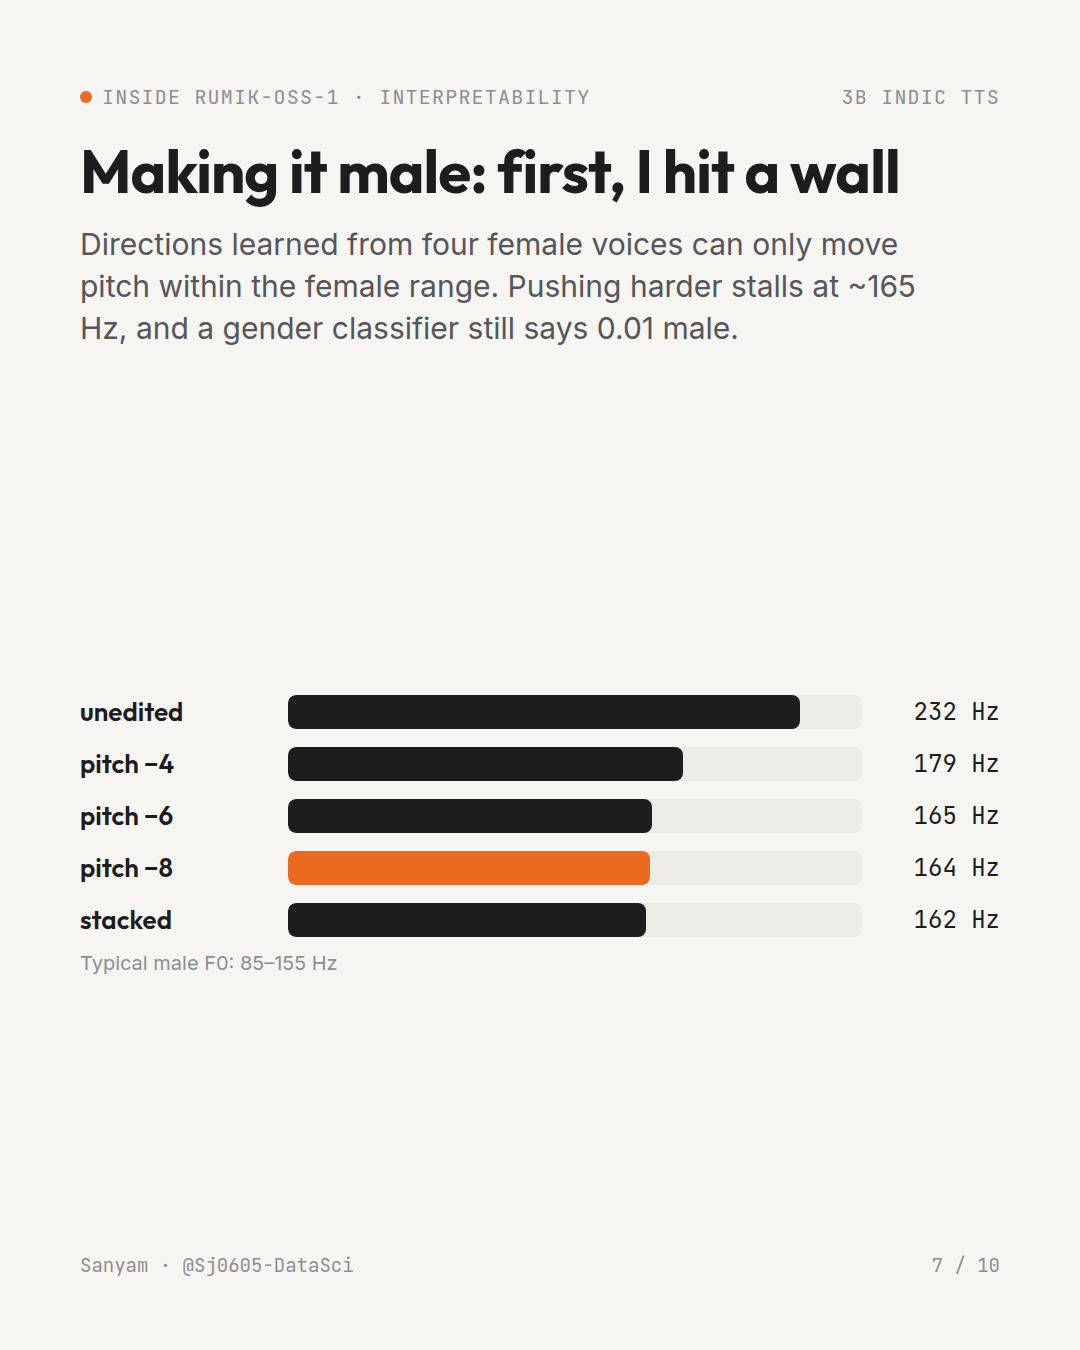 INSIDE RUMIK-OSS-1 · INTERPRETABILITY 3B INDIC TTS
Making it male: first, I hit a wall
Directions learned from four female voices can only move
pitch within the female range. Pushing harder stalls at ~165
Hz, and a gender classifier still says 0.01 male.
unedited 232 Hz
pitch −4 179 Hz
pitch −6 165 Hz
pitch −8 164 Hz
stacked 162 Hz
Typical male F0: 85–155 Hz
Sanyam · @Sj0605-DataSci 7 / 10